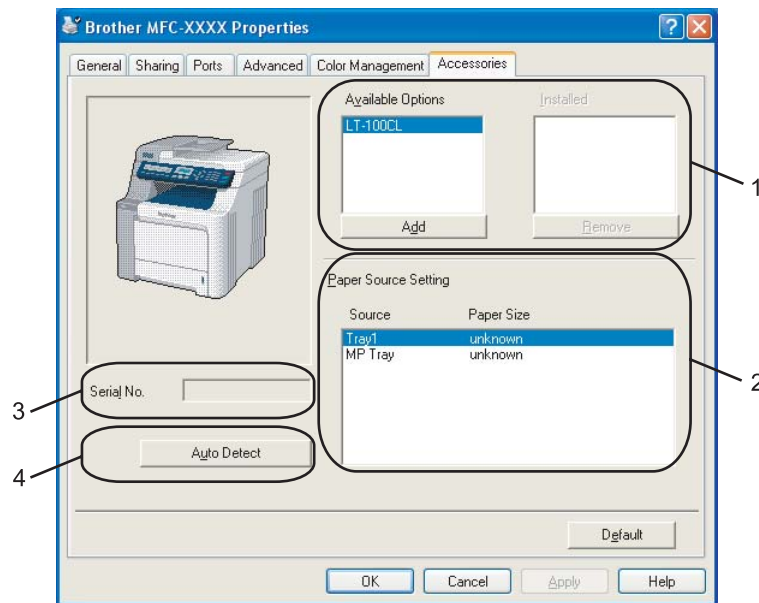 Brother MFC-XXXX Properties
General Sharing Ports Advanced Color Management Accessories
Available Options Installed
LT-100CL
Add Remove
1
Paper Source Setting
Source Paper Size
Tray1 unknown
MP Tray unknown
2
Serial No.
3
Auto Detect
4
Default
OK Cancel Apply Help